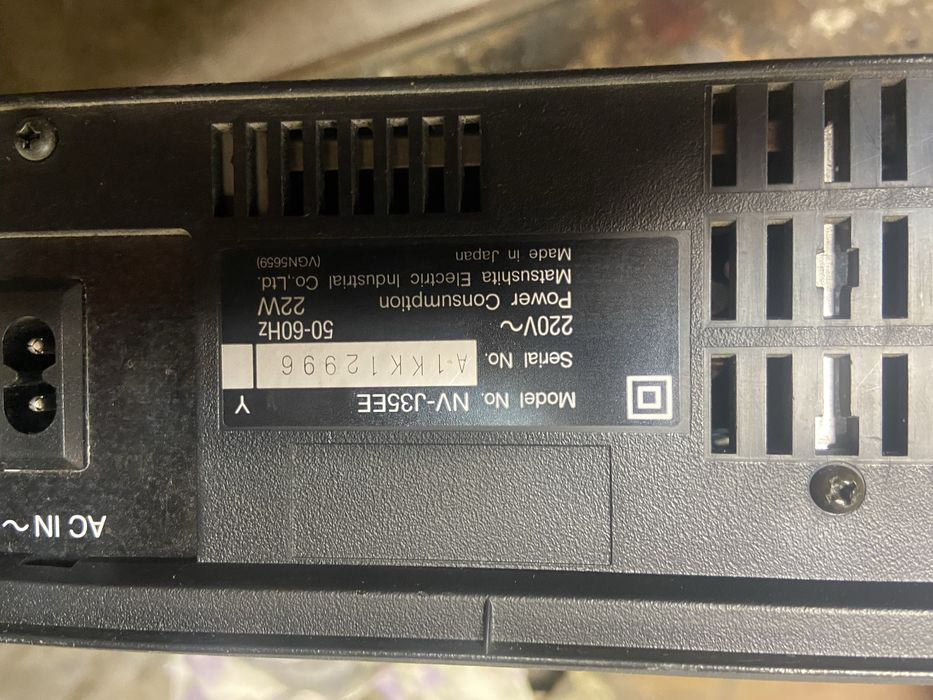 Model No. NV-J35EE Y
Serial No. A1KK12996
220V~ 50-60Hz
Power Consumption 22W
Matsushita Electric Industrial Co.,Ltd.
Made in Japan (VGN5659)
AC IN ~